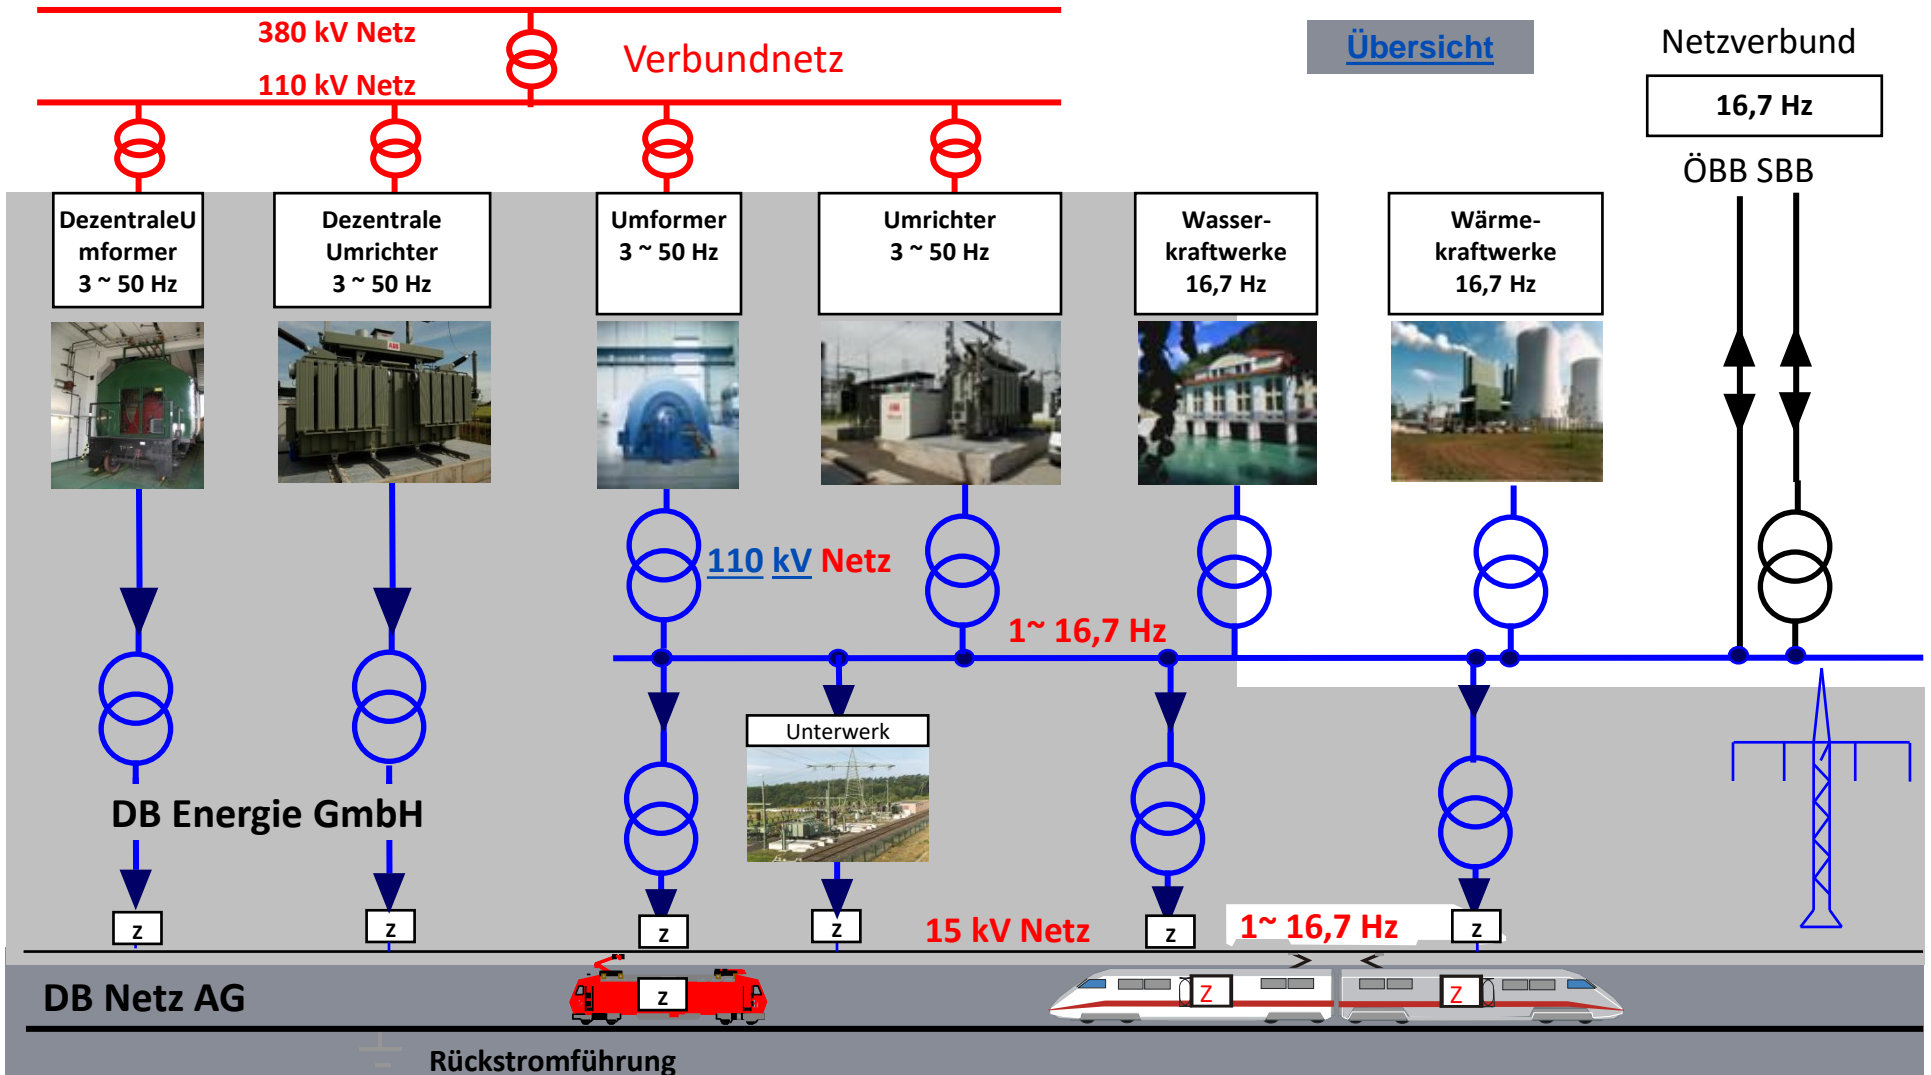 380 kV Netz
Verbundnetz
110 kV Netz
Übersicht
Netzverbund
16,7 Hz
ÖBB SBB
DezentraleU
mformer
3 ~ 50 Hz
Dezentrale
Umrichter
3 ~ 50 Hz
Umformer
3 ~ 50 Hz
Umrichter
3 ~ 50 Hz
Wasser-
kraftwerke
16,7 Hz
Wärme-
kraftwerke
16,7 Hz
ABB
110 kV Netz
1~ 16,7 Hz
Unterwerk
DB Energie GmbH
z
z
z
z
15 kV Netz
z
1~ 16,7 Hz
z
DB Netz AG
z
Z
Z
Rückstromführung